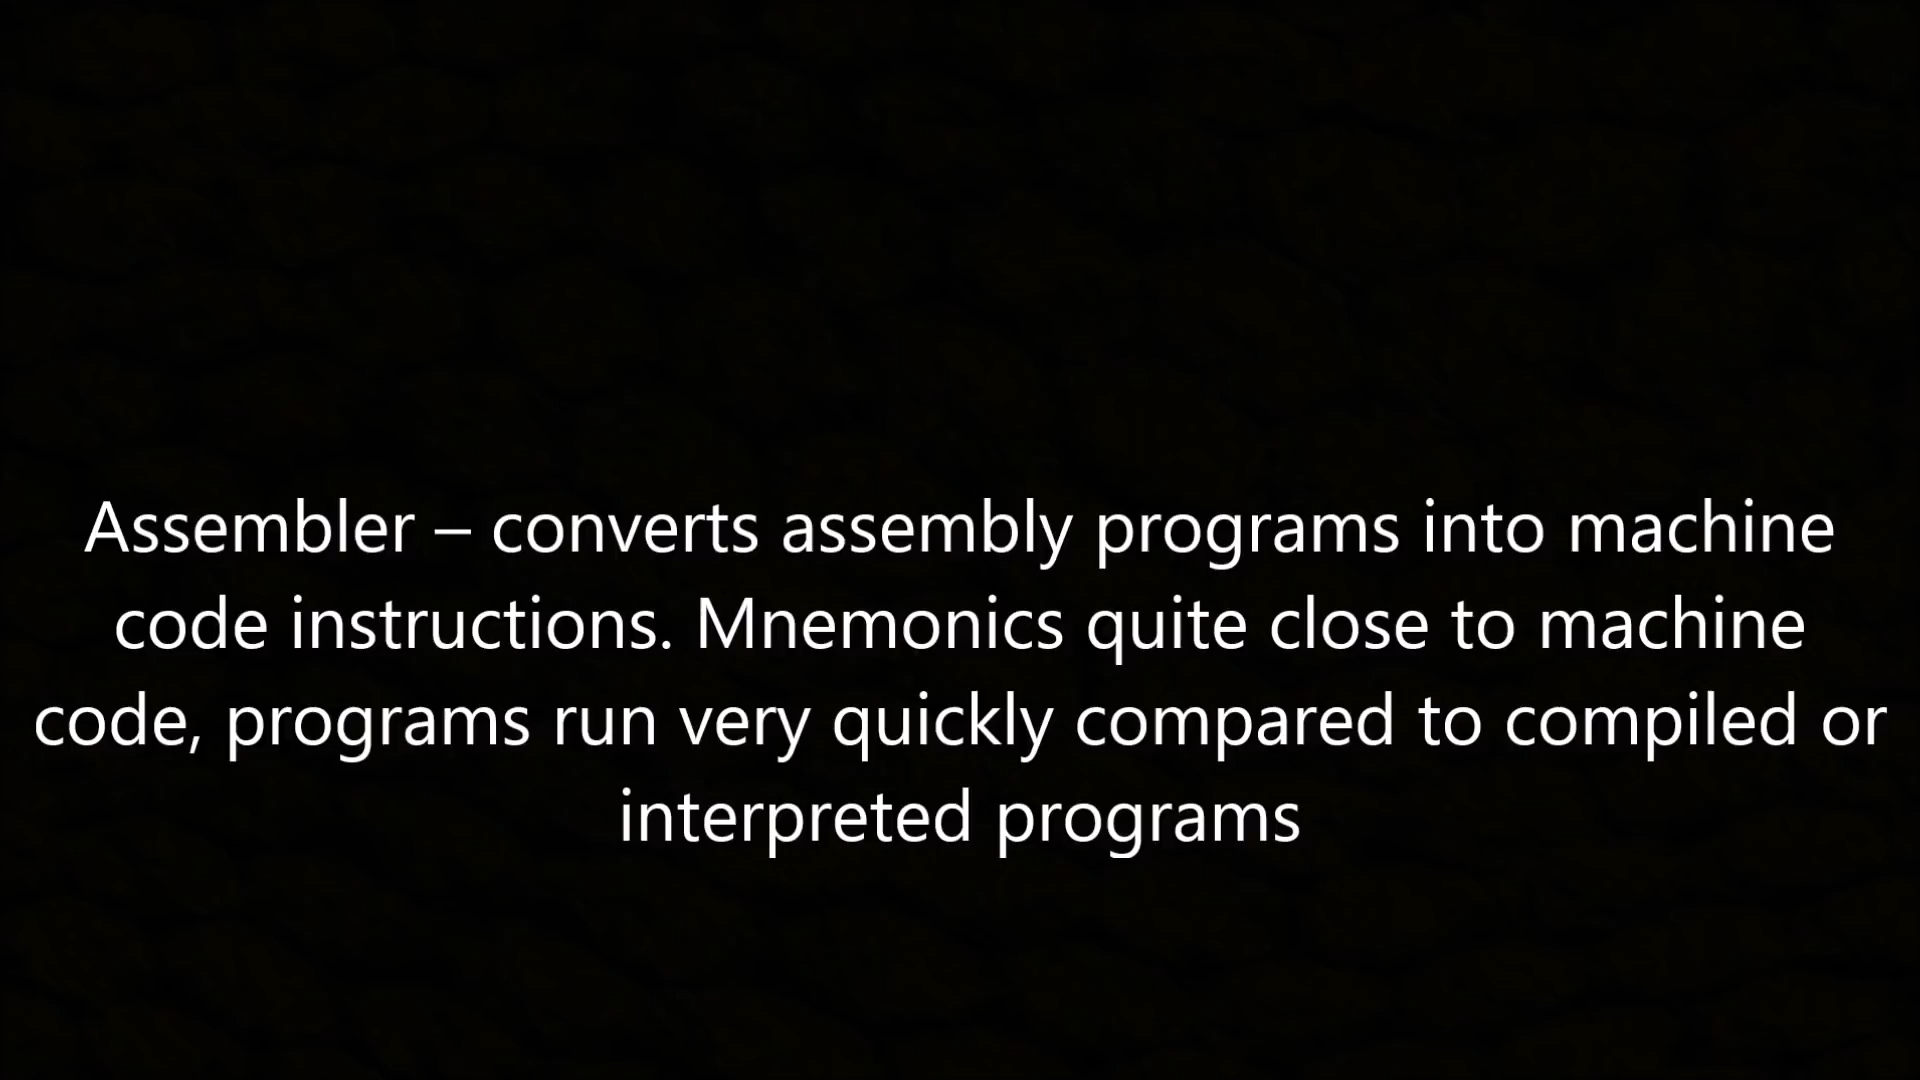 Assembler – converts assembly programs into machine
code instructions. Mnemonics quite close to machine
code, programs run very quickly compared to compiled or
interpreted programs